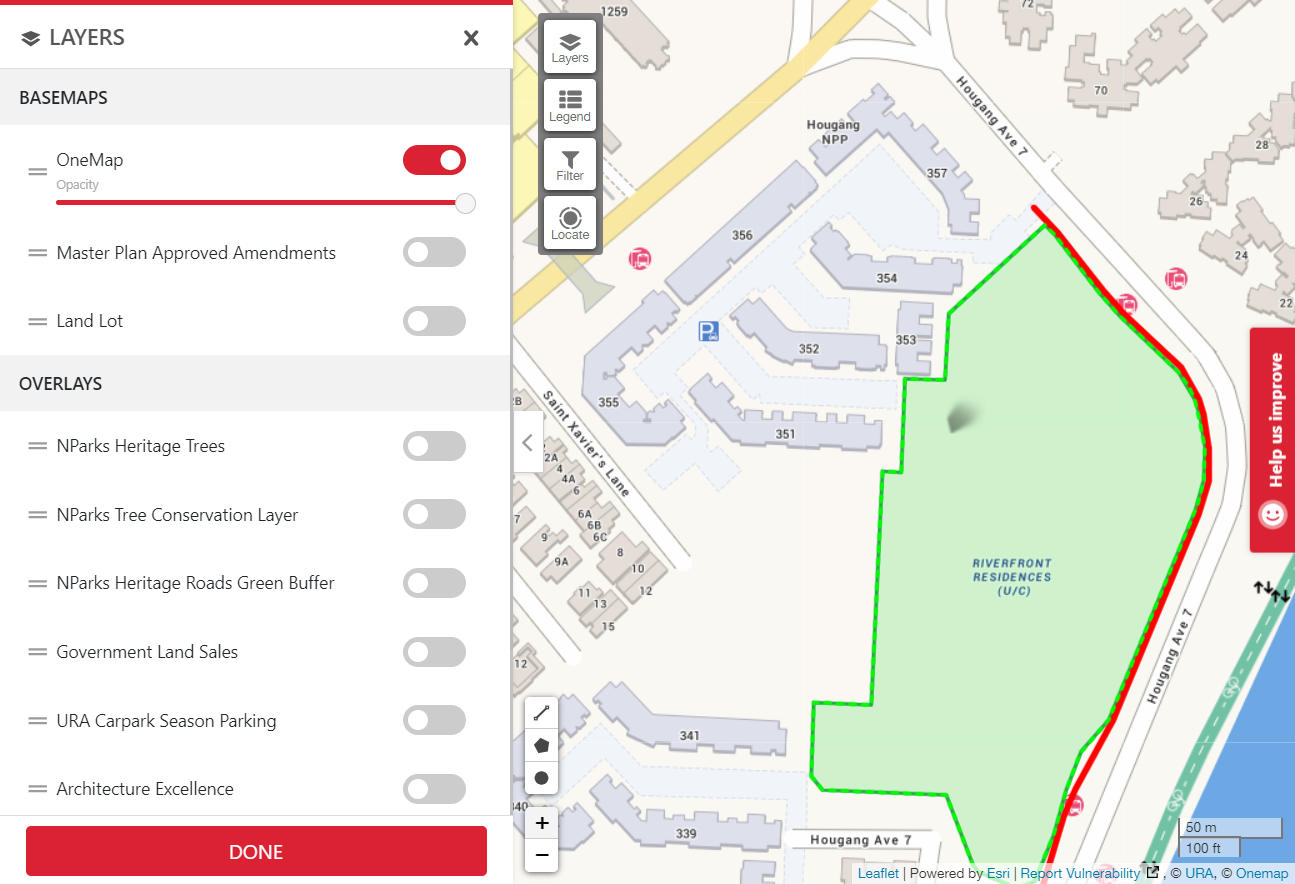 LAYERS
BASEMAPS
OneMap
Opacity
Master Plan Approved Amendments
Land Lot
OVERLAYS
NParks Heritage Trees
NParks Tree Conservation Layer
NParks Heritage Roads Green Buffer
Government Land Sales
URA Carpark Season Parking
Architecture Excellence
DONE
Layers
Legend
Filter
Locate
1259
72
70
28
26
24
22
Hougang Ave 7
Hougang
NPP
357
356
354
353
352
355
351
Saint Xavier's Lane
2B
2A
4
4A
6
6A
6B
6C
7
9
9A
8
10
12
11
13
15
12
RIVERFRONT
RESIDENCES
(U/C)
Hougang Ave 7
341
340
339
Hougang Ave 7
Help us improve
+
−
50 m
100 ft
Leaflet | Powered by Esri | Report Vulnerability , © URA, © Onemap